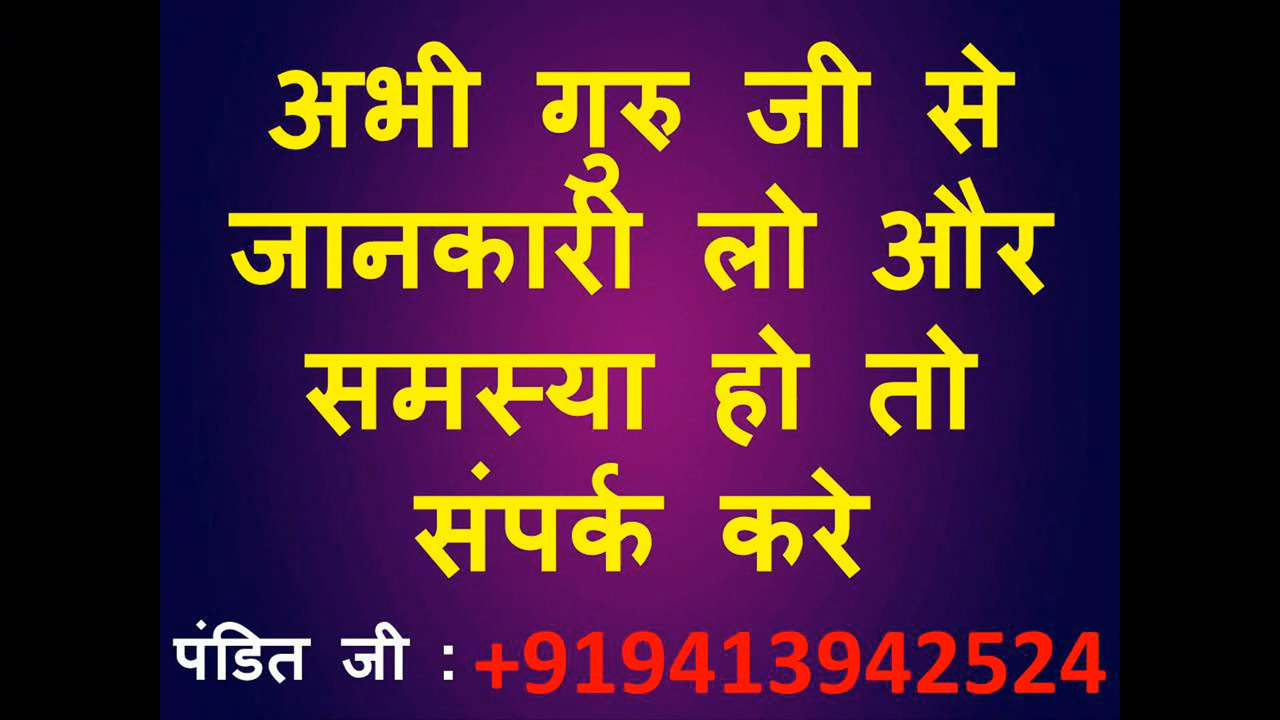 अभी गुरु जी से
जानकारी लो और
समस्या हो तो
संपर्क करे
पंडित जी : +919413942524